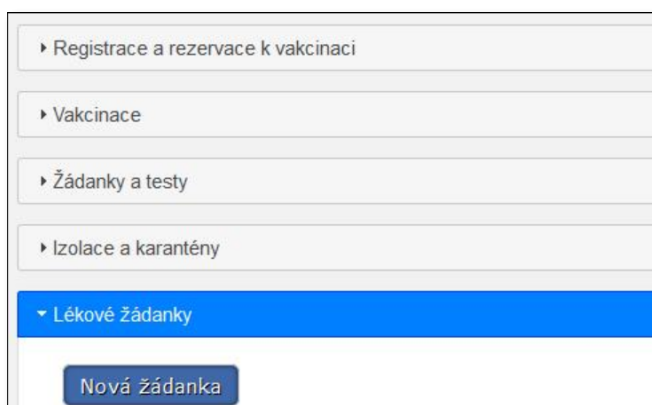 Registrace a rezervace k vakcinaci
Vakcinace
Žádanky a testy
Izolace a karantény
Lékové žádanky
Nová žádanka